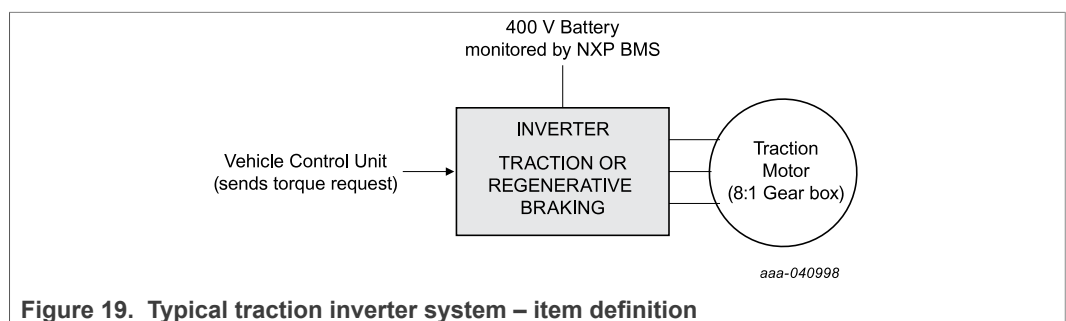 400 V Battery
monitored by NXP BMS
INVERTER
TRACTION OR
REGENERATIVE
BRAKING
Vehicle Control Unit
(sends torque request)
Traction
Motor
(8:1 Gear box)
aaa-040998
Figure 19. Typical traction inverter system – item definition